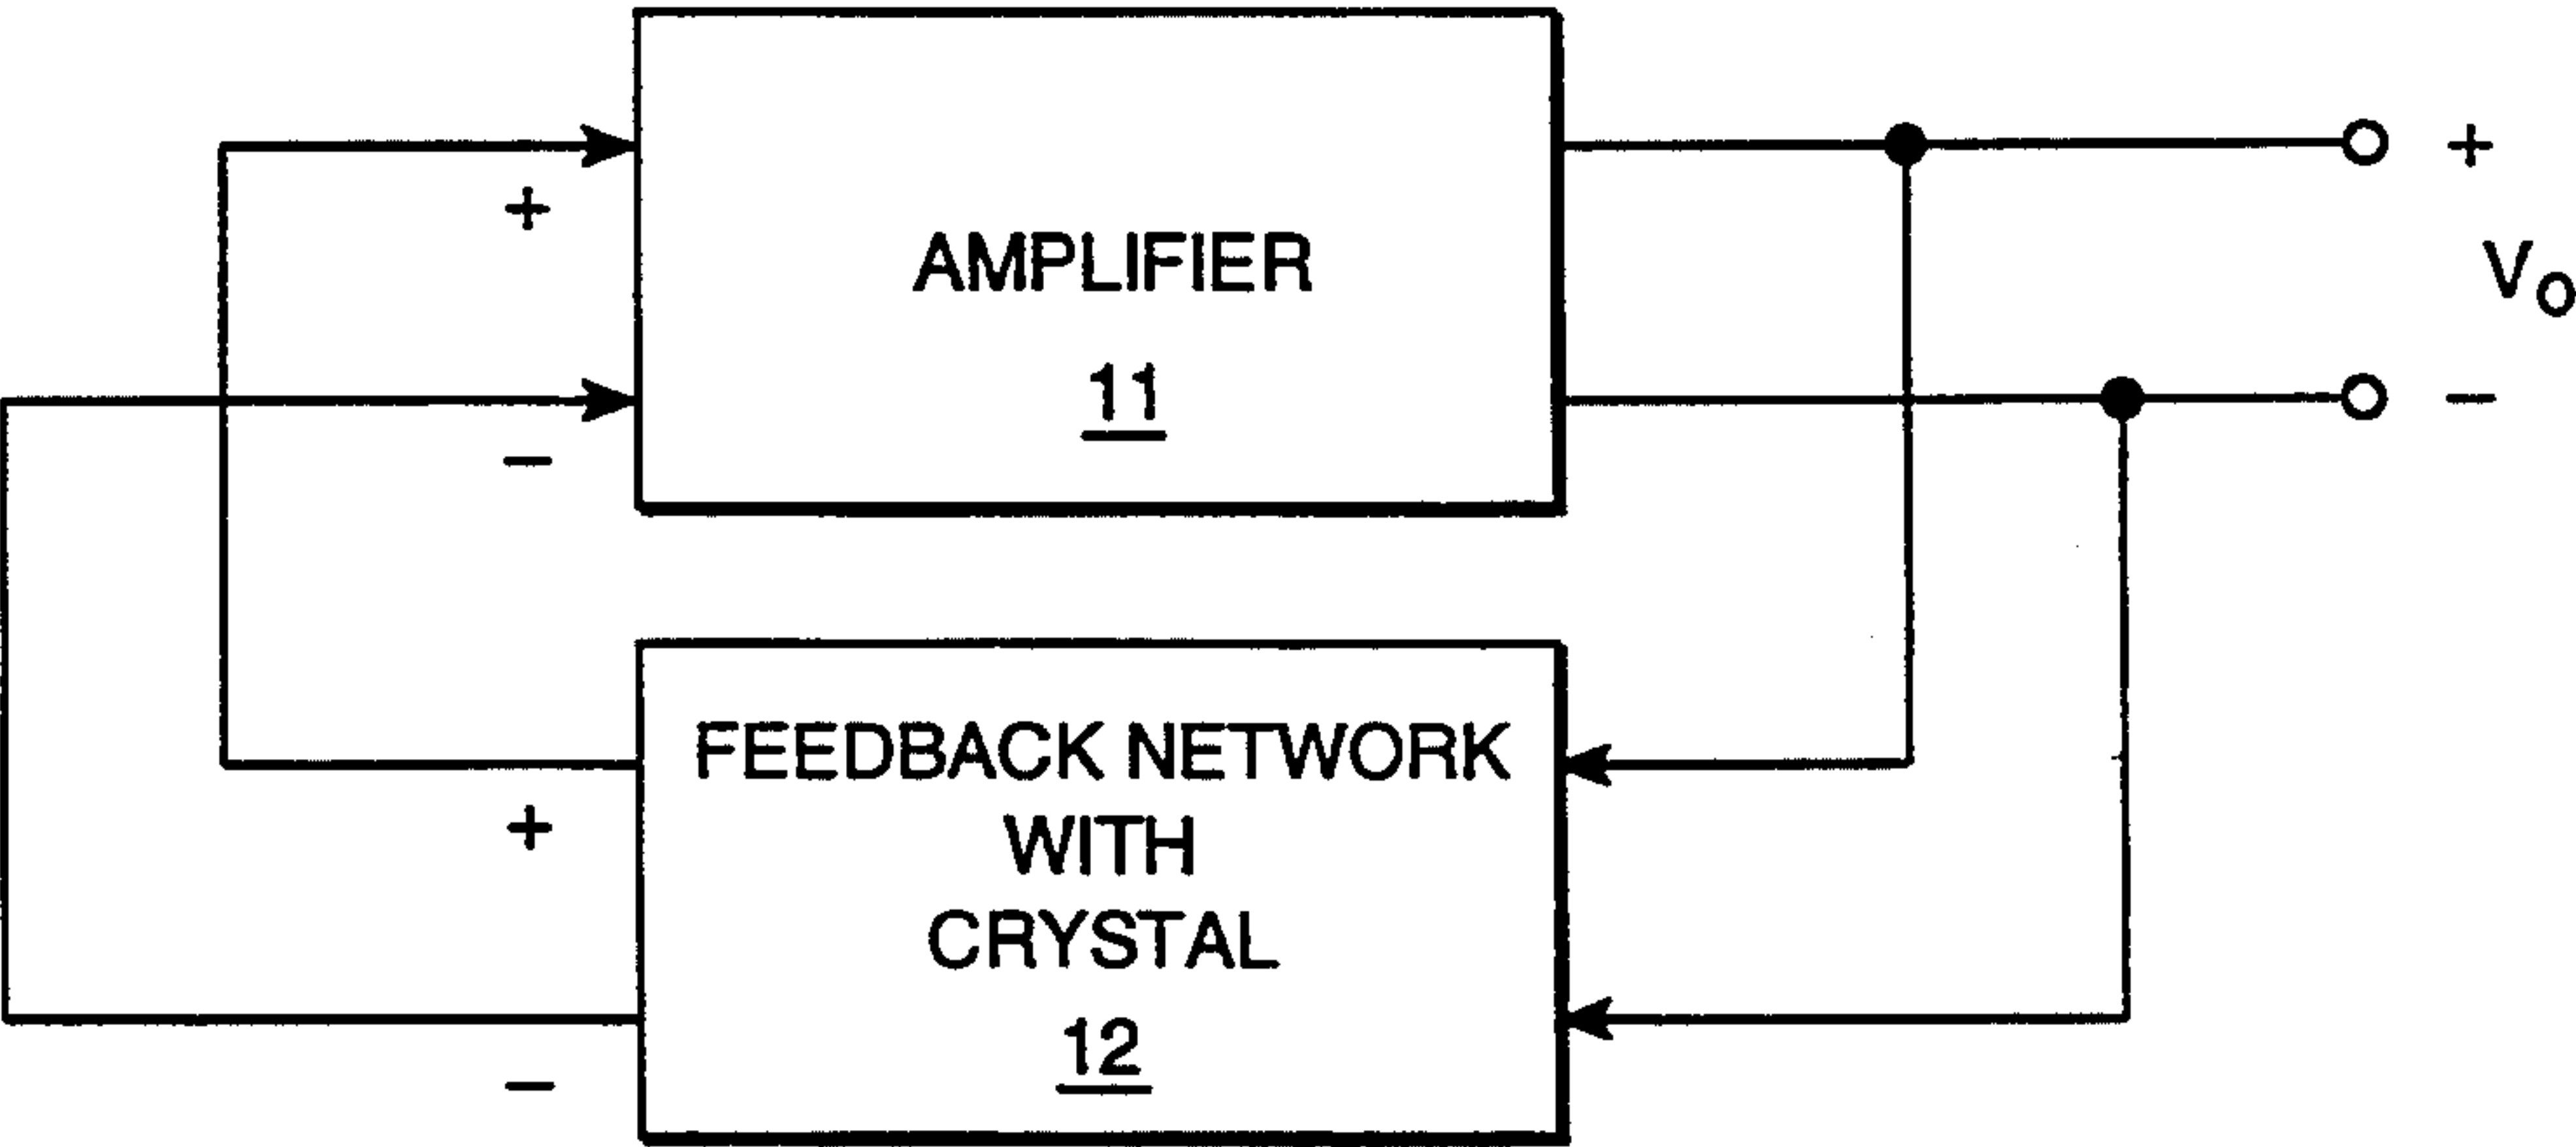 +
AMPLIFIER
11
−
+
VO
−
FEEDBACK NETWORK
WITH
CRYSTAL
12
+
−